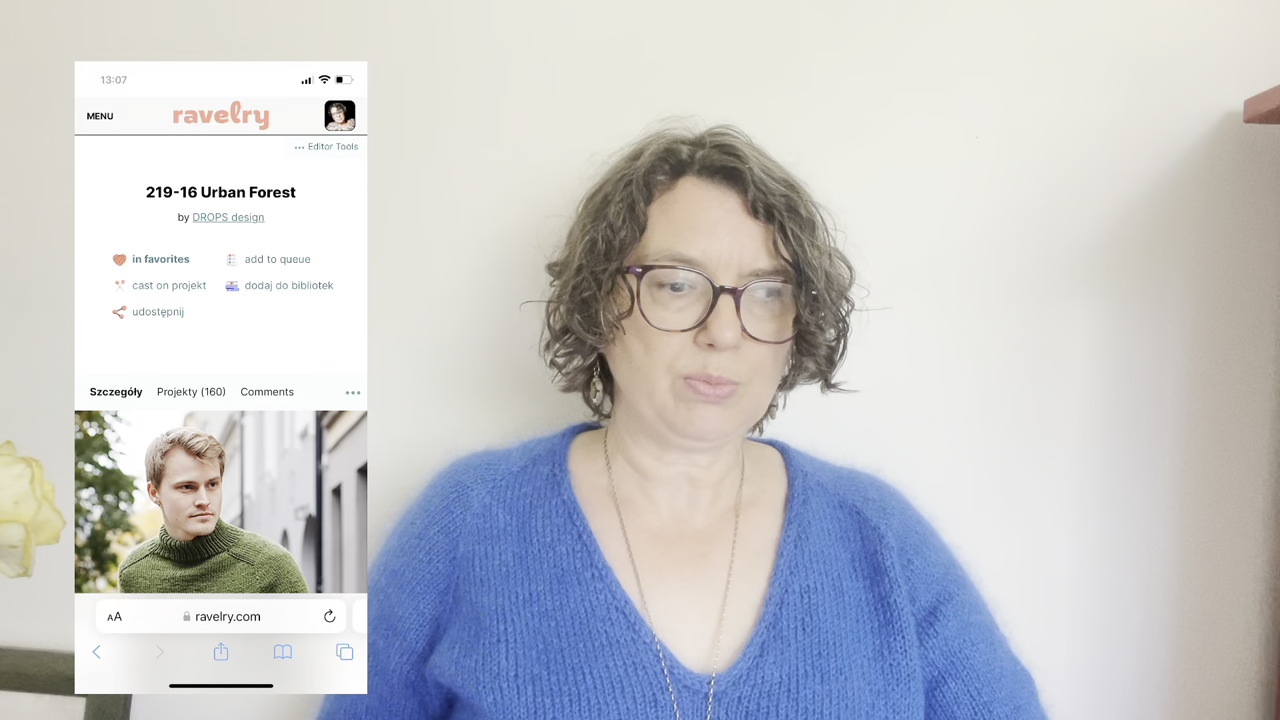 13:07
MENU
ravelry
Editor Tools
219-16 Urban Forest
by DROPS design
in favorites
add to queue
cast on projekt
dodaj do bibliotek
udostępnij
Szczegóły Projekty (160) Comments
AA ravelry.com